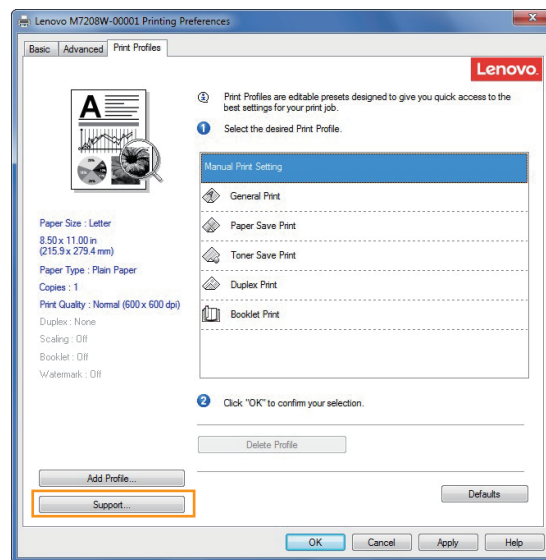 Lenovo M7208W-00001 Printing Preferences
Basic
Advanced
Print Profiles
Lenovo.
Print Profiles are editable presets designed to give you quick access to the
best settings for your print job.
1 Select the desired Print Profile.
Manual Print Setting
General Print
Paper Save Print
Toner Save Print
Duplex Print
Booklet Print
A
Paper Size : Letter
8.50 x 11.00 in
(215.9 x 279.4 mm)
Paper Type : Plain Paper
Copies : 1
Print Quality : Normal (600 x 600 dpi)
Duplex : None
Scaling : Off
Booklet : Off
Watermark : Off
2 Click "OK" to confirm your selection.
Delete Profile
Add Profile...
Support...
Defaults
OK
Cancel
Apply
Help